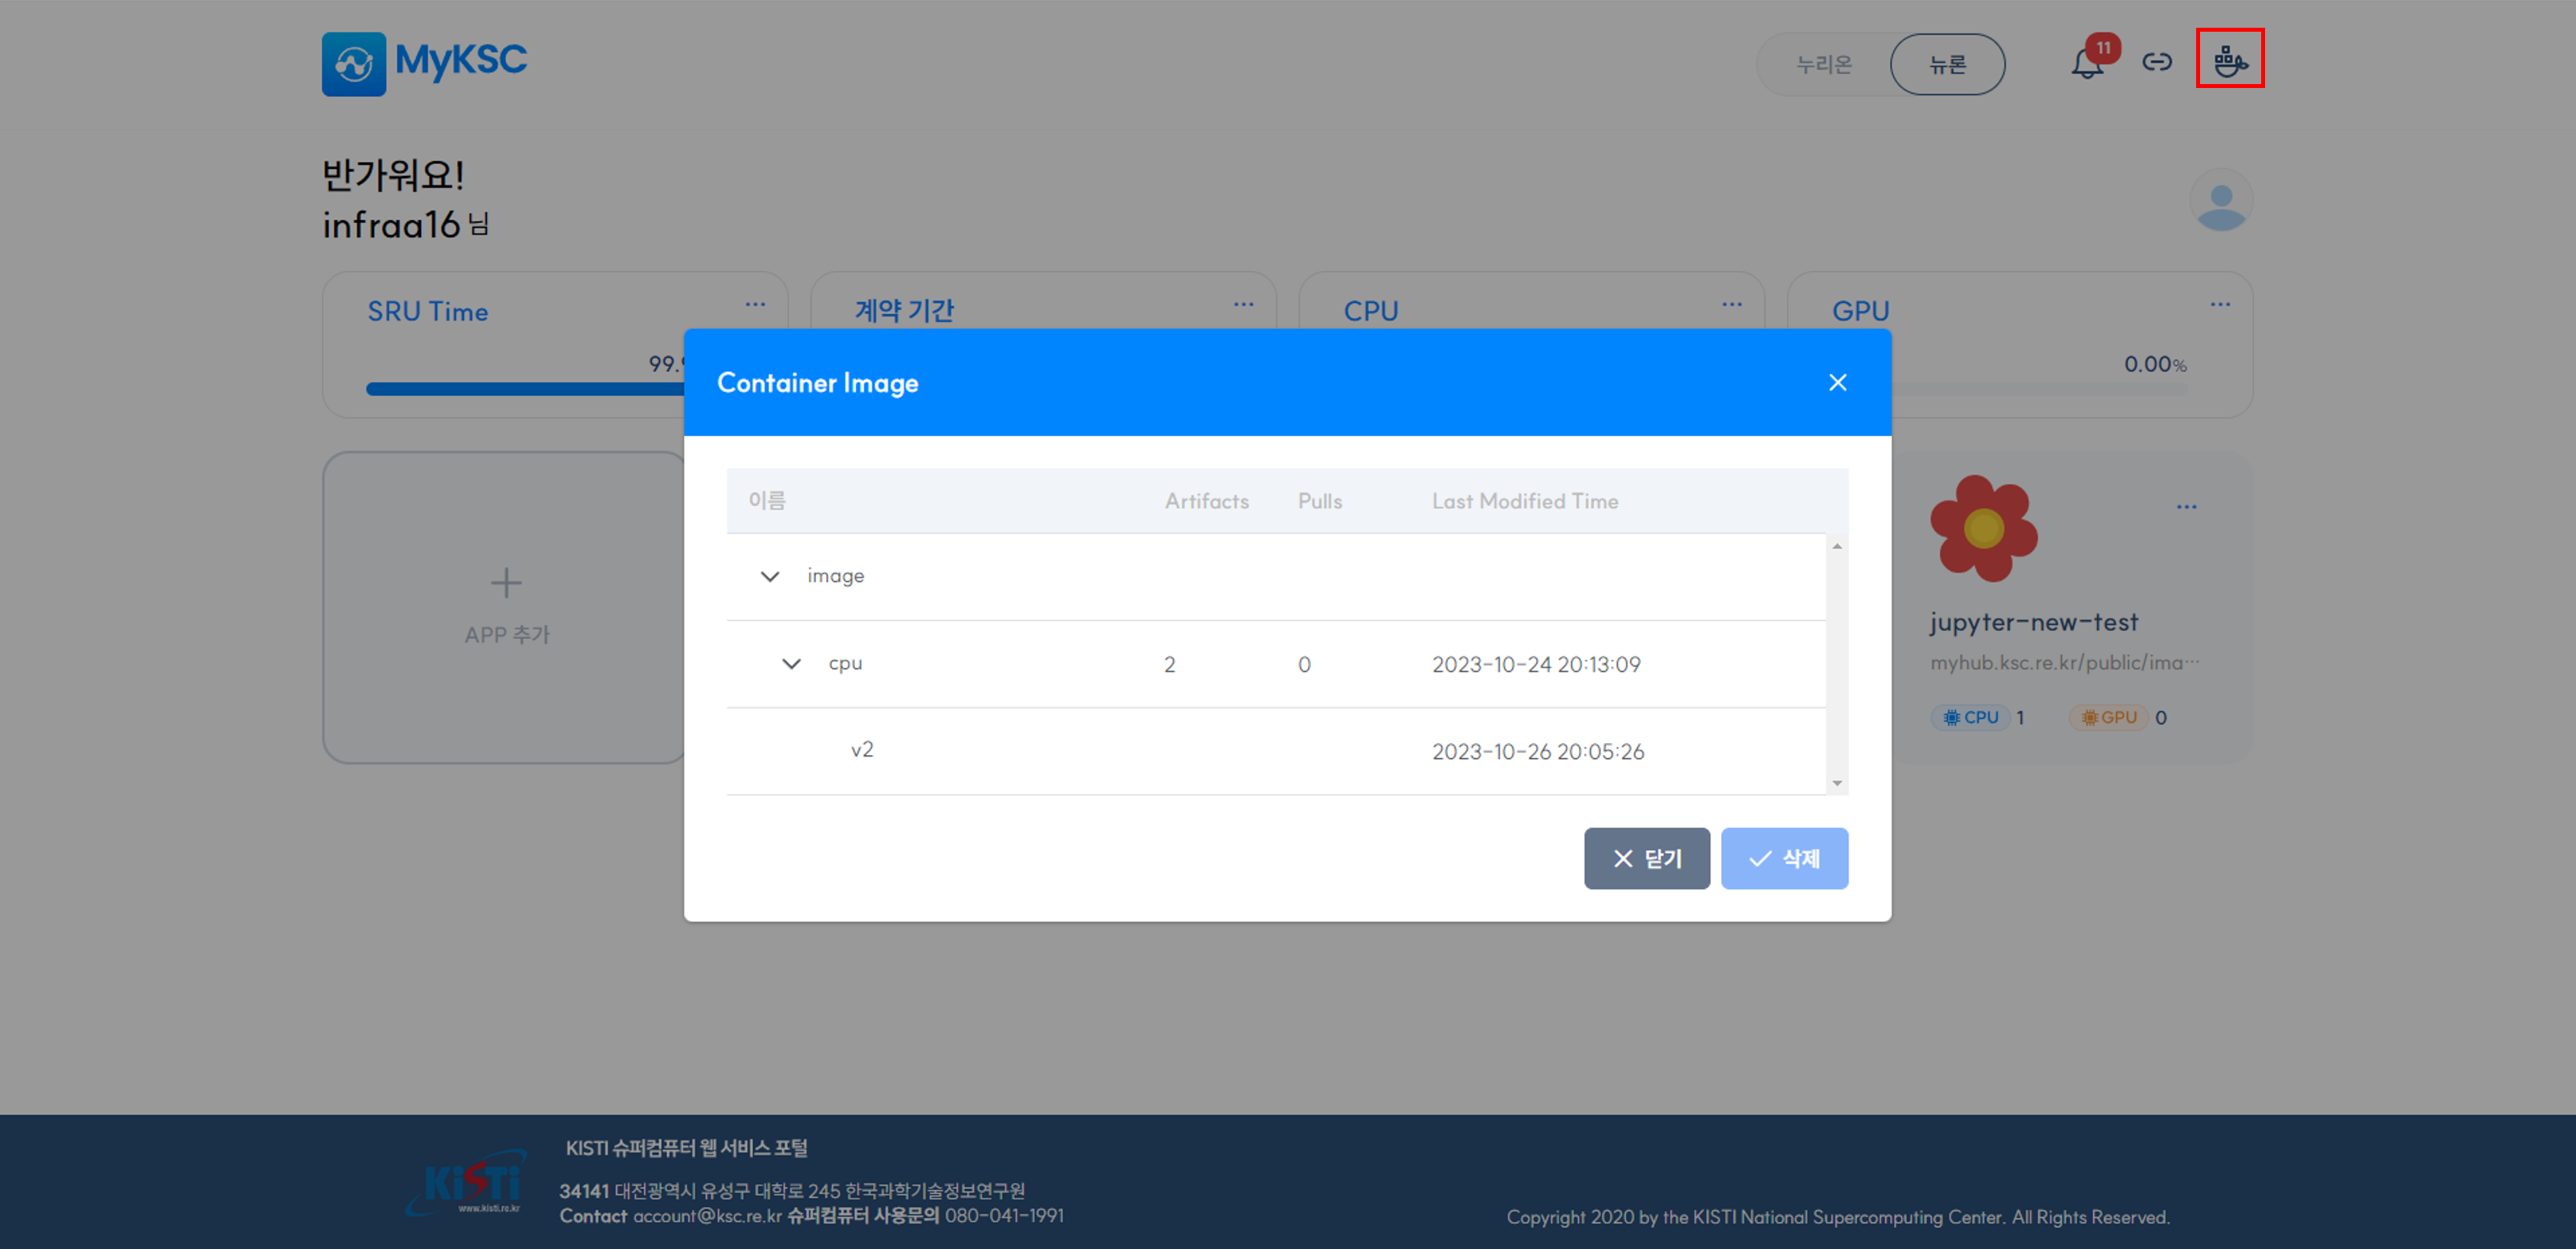 MyKSC
누리온
뉴론
11
반가워요!
infraa16 님
SRU Time
계약 기간
CPU
GPU
99.9
0.00%
Container Image
이름 Artifacts Pulls Last Modified Time
image
cpu 2 0 2023-10-24 20:13:09
v2 2023-10-26 20:05:26
닫기
삭제
APP 추가
jupyter-new-test
myhub.ksc.re.kr/public/ima...
CPU 1 GPU 0
KISTI
www.kisti.re.kr
KISTI 슈퍼컴퓨터 웹 서비스 포털
34141 대전광역시 유성구 대학로 245 한국과학기술정보연구원
Contact account@ksc.re.kr 슈퍼컴퓨터 사용문의 080-041-1991
Copyright 2020 by the KISTI National Supercomputing Center. All Rights Reserved.